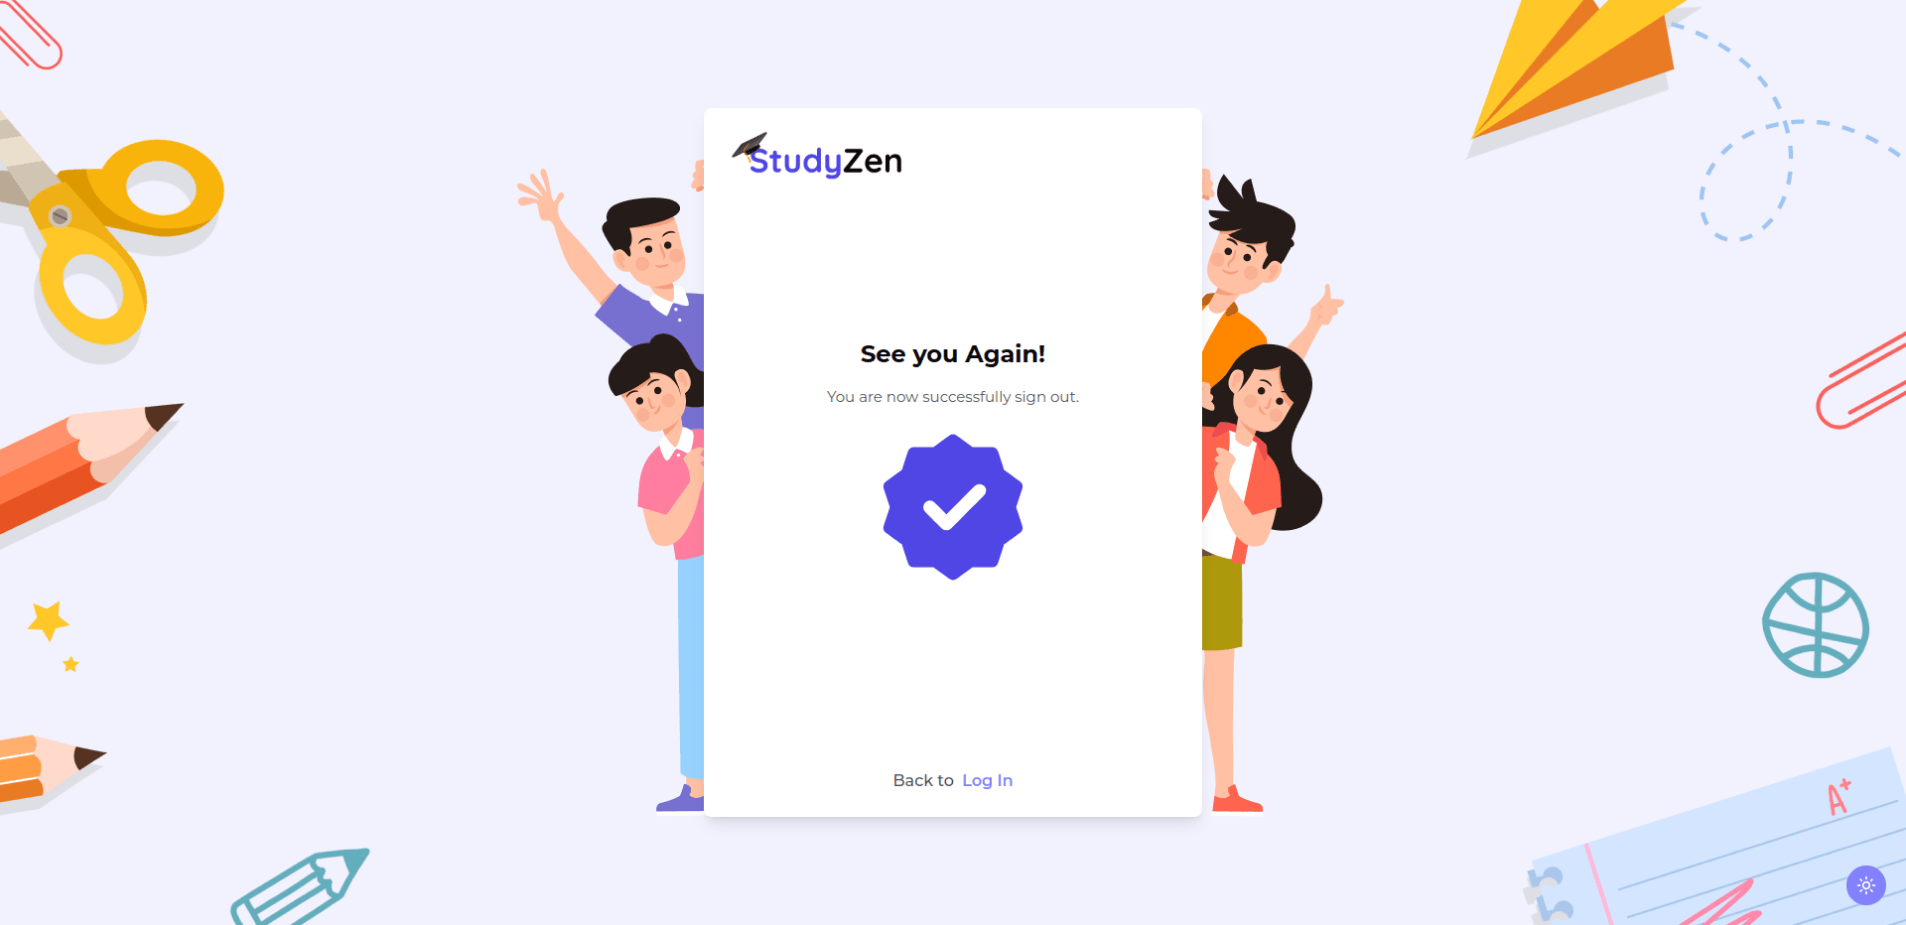 StudyZen
See you Again!
You are now successfully sign out.
Back to Log In
A+